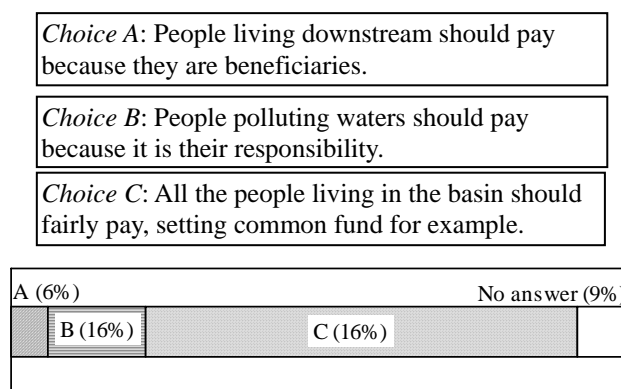 Choice A: People living downstream should pay
because they are beneficiaries.
Choice B: People polluting waters should pay
because it is their responsibility.
Choice C: All the people living in the basin should
fairly pay, setting common fund for example.
A (6%) No answer (9%)
B (16%) C (16%)